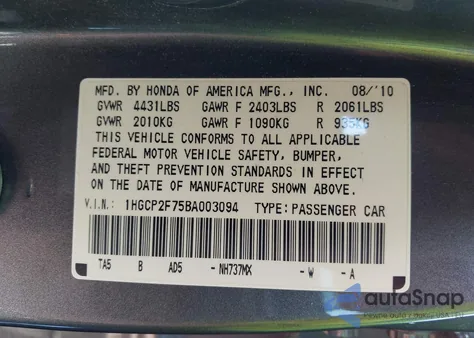 MFD. BY HONDA OF AMERICA MFG., INC. 08/'10
GVWR 4431LBS GAWR F 2403LBS R 2061LBS
GVWR 2010KG GAWR F 1090KG R 935KG
THIS VEHICLE CONFORMS TO ALL APPLICABLE
FEDERAL MOTOR VEHICLE SAFETY, BUMPER,
AND THEFT PREVENTION STANDARDS IN EFFECT
ON THE DATE OF MANUFACTURE SHOWN ABOVE.
V.I.N.: 1HGCP2F75BA003094 TYPE: PASSENGER CAR
TA5 B AD5 - NH737MX - W - A
autaSnap